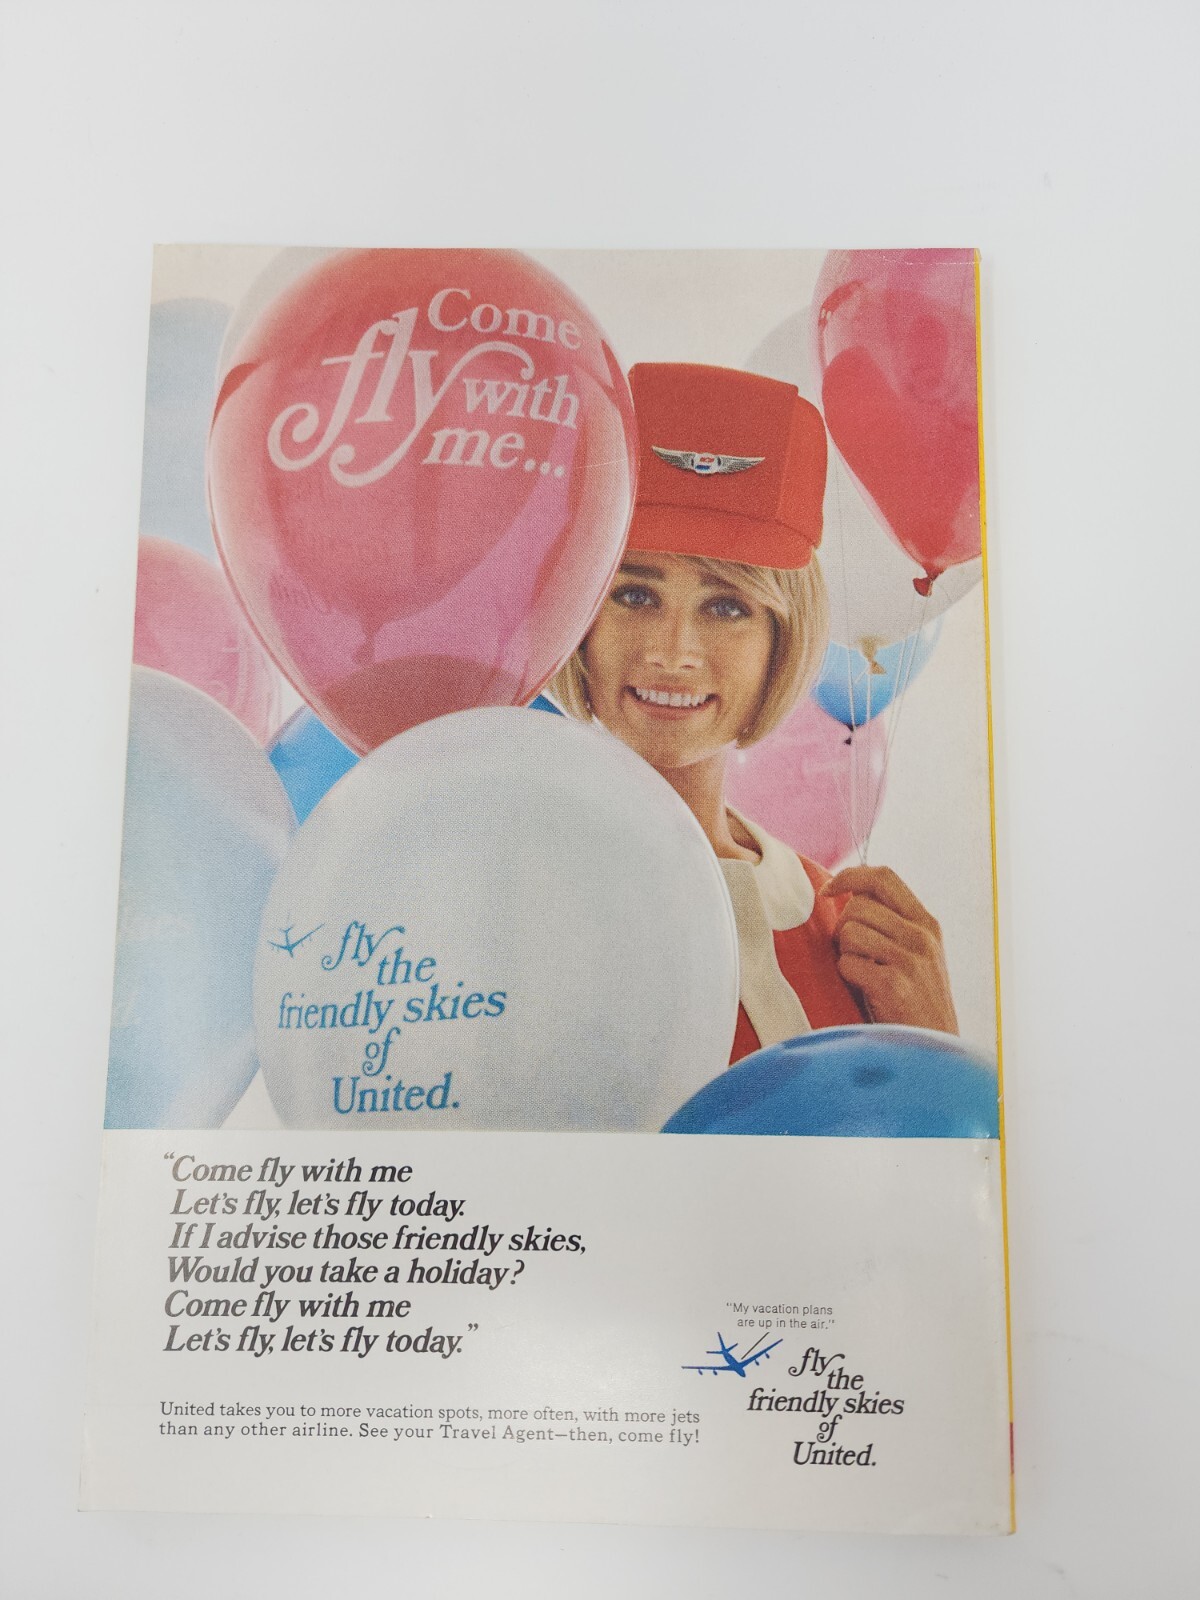 Come
fly with
me...
fly
the
friendly skies
of
United.
“Come fly with me
Let's fly, let's fly today.
If I advise those friendly skies,
Would you take a holiday?
Come fly with me
Let's fly, let's fly today.”
United takes you to more vacation spots, more often, with more jets
than any other airline. See your Travel Agent—then, come fly!
"My vacation plans
are up in the air."
fly
the
friendly skies
of
United.